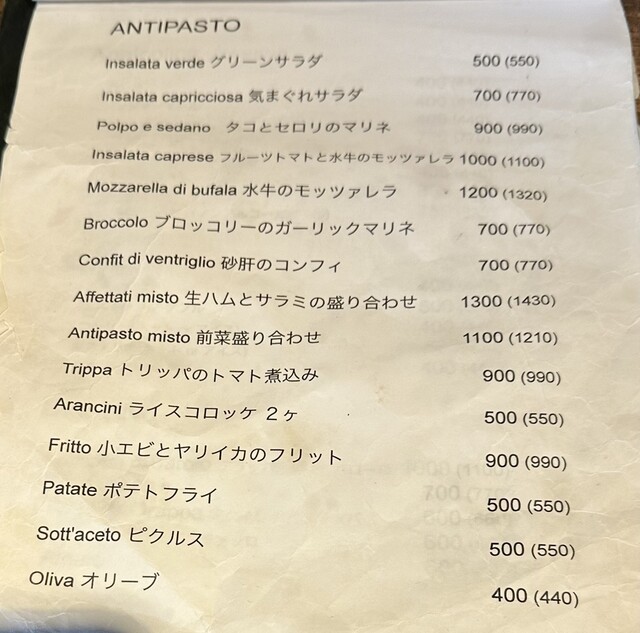 ANTIPASTO
Insalata verde グリーンサラダ 500 (550)
Insalata capricciosa 気まぐれサラダ 700 (770)
Polpo e sedano タコとセロリのマリネ 900 (990)
Insalata caprese フルーツトマトと水牛のモッツァレラ 1000 (1100)
Mozzarella di bufala 水牛のモッツァレラ 1200 (1320)
Broccolo ブロッコリーのガーリックマリネ 700 (770)
Confit di ventriglio 砂肝のコンフィ 700 (770)
Affettati misto 生ハムとサラミの盛り合わせ 1300 (1430)
Antipasto misto 前菜盛り合わせ 1100 (1210)
Trippa トリッパのトマト煮込み 900 (990)
Arancini ライスコロッケ 2ヶ 500 (550)
Fritto 小エビとヤリイカのフリット 900 (990)
Patate ポテトフライ 500 (550)
Sott'aceto ピクルス 500 (550)
Oliva オリーブ 400 (440)